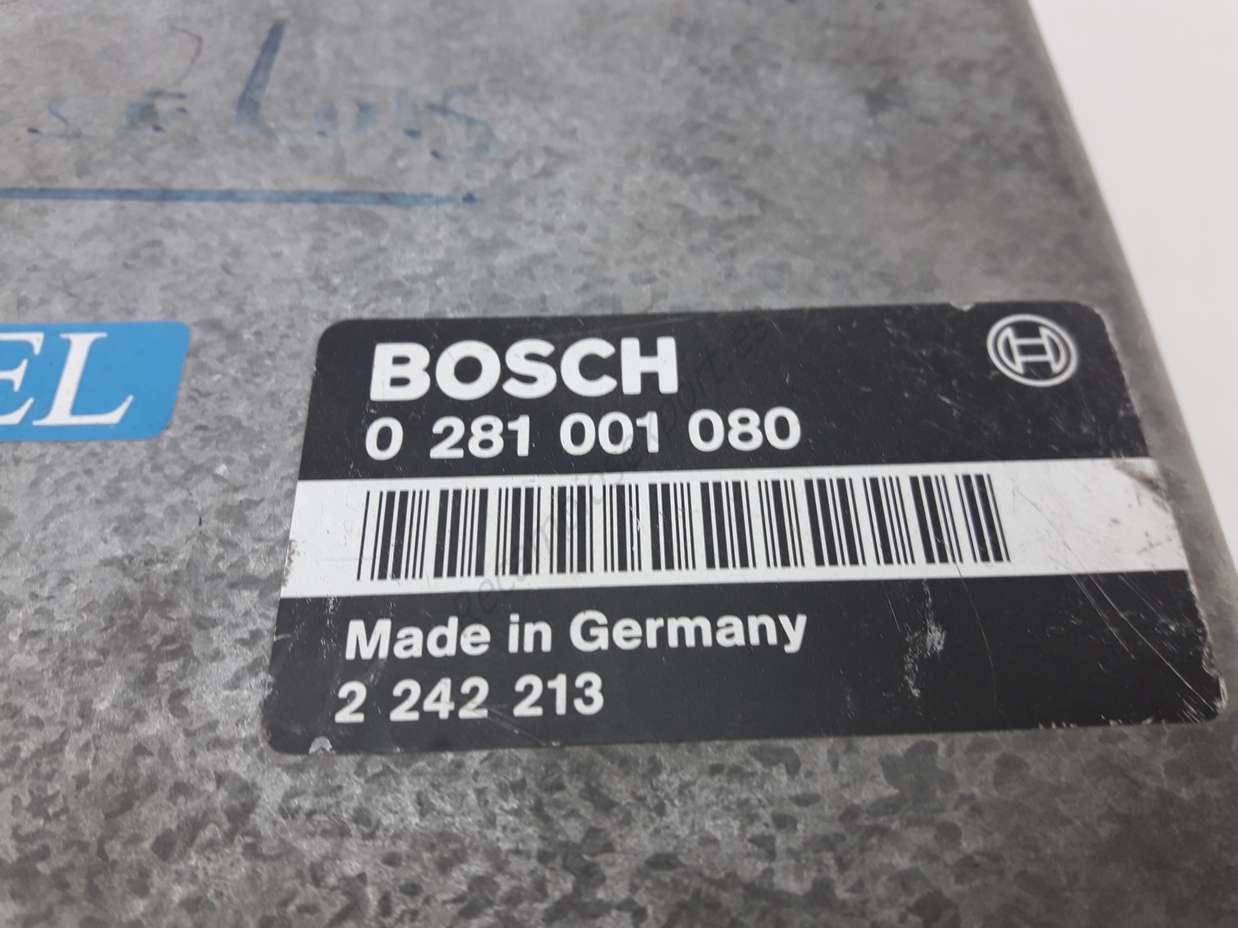 EL
BOSCH
0 281 001 080
Made in Germany
2 242 213